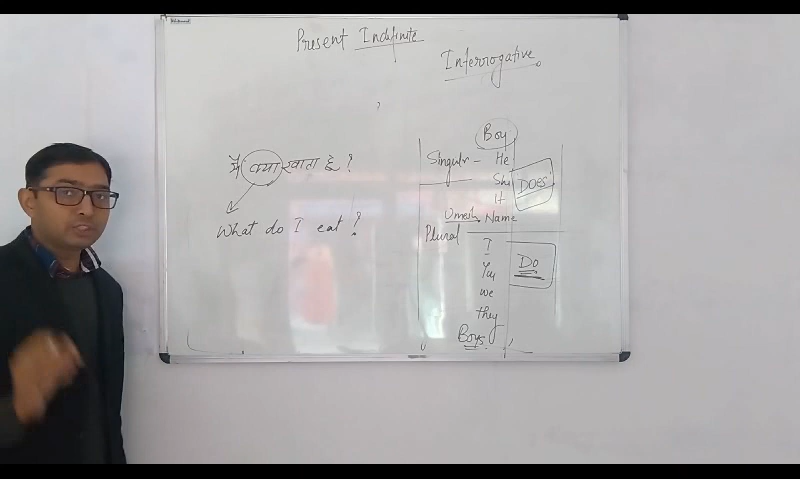 Present Indefinite
Interrogative
मैं क्या खाता हूँ ?
What do I eat ?
Boy
Singulr - He
She
It
DOES
Umesh, Name
Plural
I
You
we
they
Boys.
Do